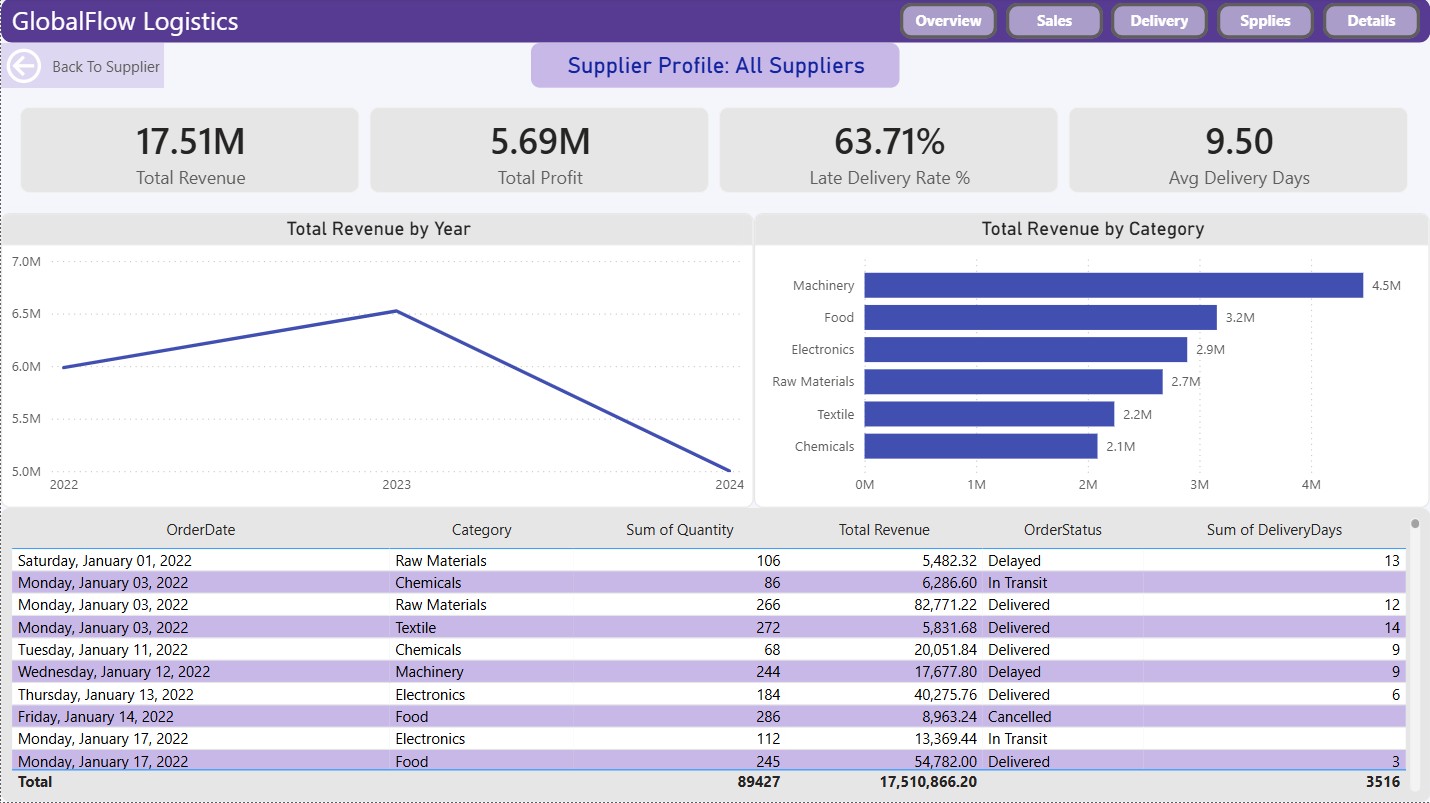 GlobalFlow Logistics Overview Sales Delivery Spplies Details
Back To Supplier
Supplier Profile: All Suppliers
17.51M
Total Revenue
5.69M
Total Profit
63.71%
Late Delivery Rate %
9.50
Avg Delivery Days
Total Revenue by Year
7.0M
6.5M
6.0M
5.5M
5.0M
2022 2023 2024
Total Revenue by Category
Machinery 4.5M
Food 3.2M
Electronics 2.9M
Raw Materials 2.7M
Textile 2.2M
Chemicals 2.1M
0M 1M 2M 3M 4M
OrderDate Category Sum of Quantity Total Revenue OrderStatus Sum of DeliveryDays
Saturday, January 01, 2022 Raw Materials 106 5,482.32 Delayed 13
Monday, January 03, 2022 Chemicals 86 6,286.60 In Transit
Monday, January 03, 2022 Raw Materials 266 82,771.22 Delivered 12
Monday, January 03, 2022 Textile 272 5,831.68 Delivered 14
Tuesday, January 11, 2022 Chemicals 68 20,051.84 Delivered 9
Wednesday, January 12, 2022 Machinery 244 17,677.80 Delayed 9
Thursday, January 13, 2022 Electronics 184 40,275.76 Delivered 6
Friday, January 14, 2022 Food 286 8,963.24 Cancelled
Monday, January 17, 2022 Electronics 112 13,369.44 In Transit
Monday, January 17, 2022 Food 245 54,782.00 Delivered 3
Total 89427 17,510,866.20 3516